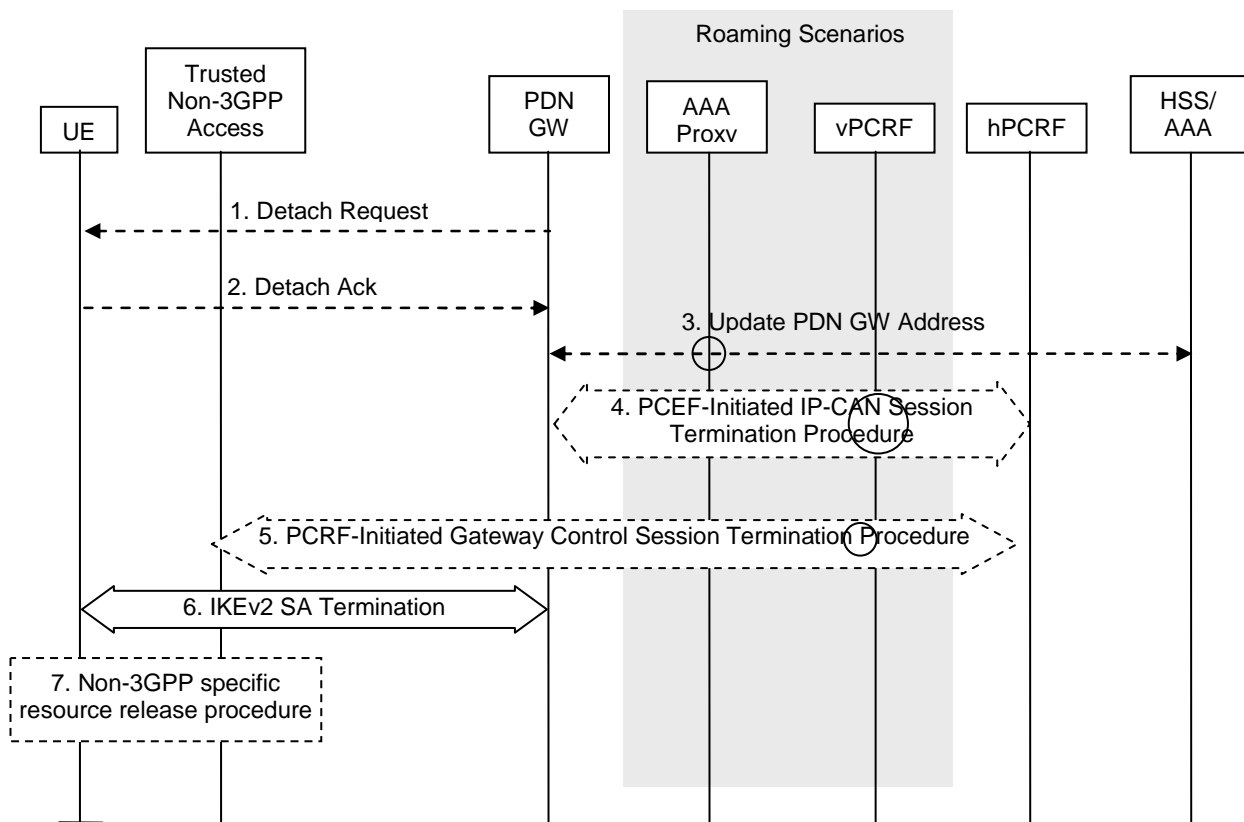 Roaming Scenarios
UE
Trusted
Non-3GPP
Access
PDN
GW
AAA
Proxv
vPCRF
hPCRF
HSS/
AAA
1. Detach Request
2. Detach Ack
3. Update PDN GW Address
4. PCEF-Initiated IP-CAN Session
Termination Procedure
5. PCRF-Initiated Gateway Control Session Termination Procedure
6. IKEv2 SA Termination
7. Non-3GPP specific
resource release procedure